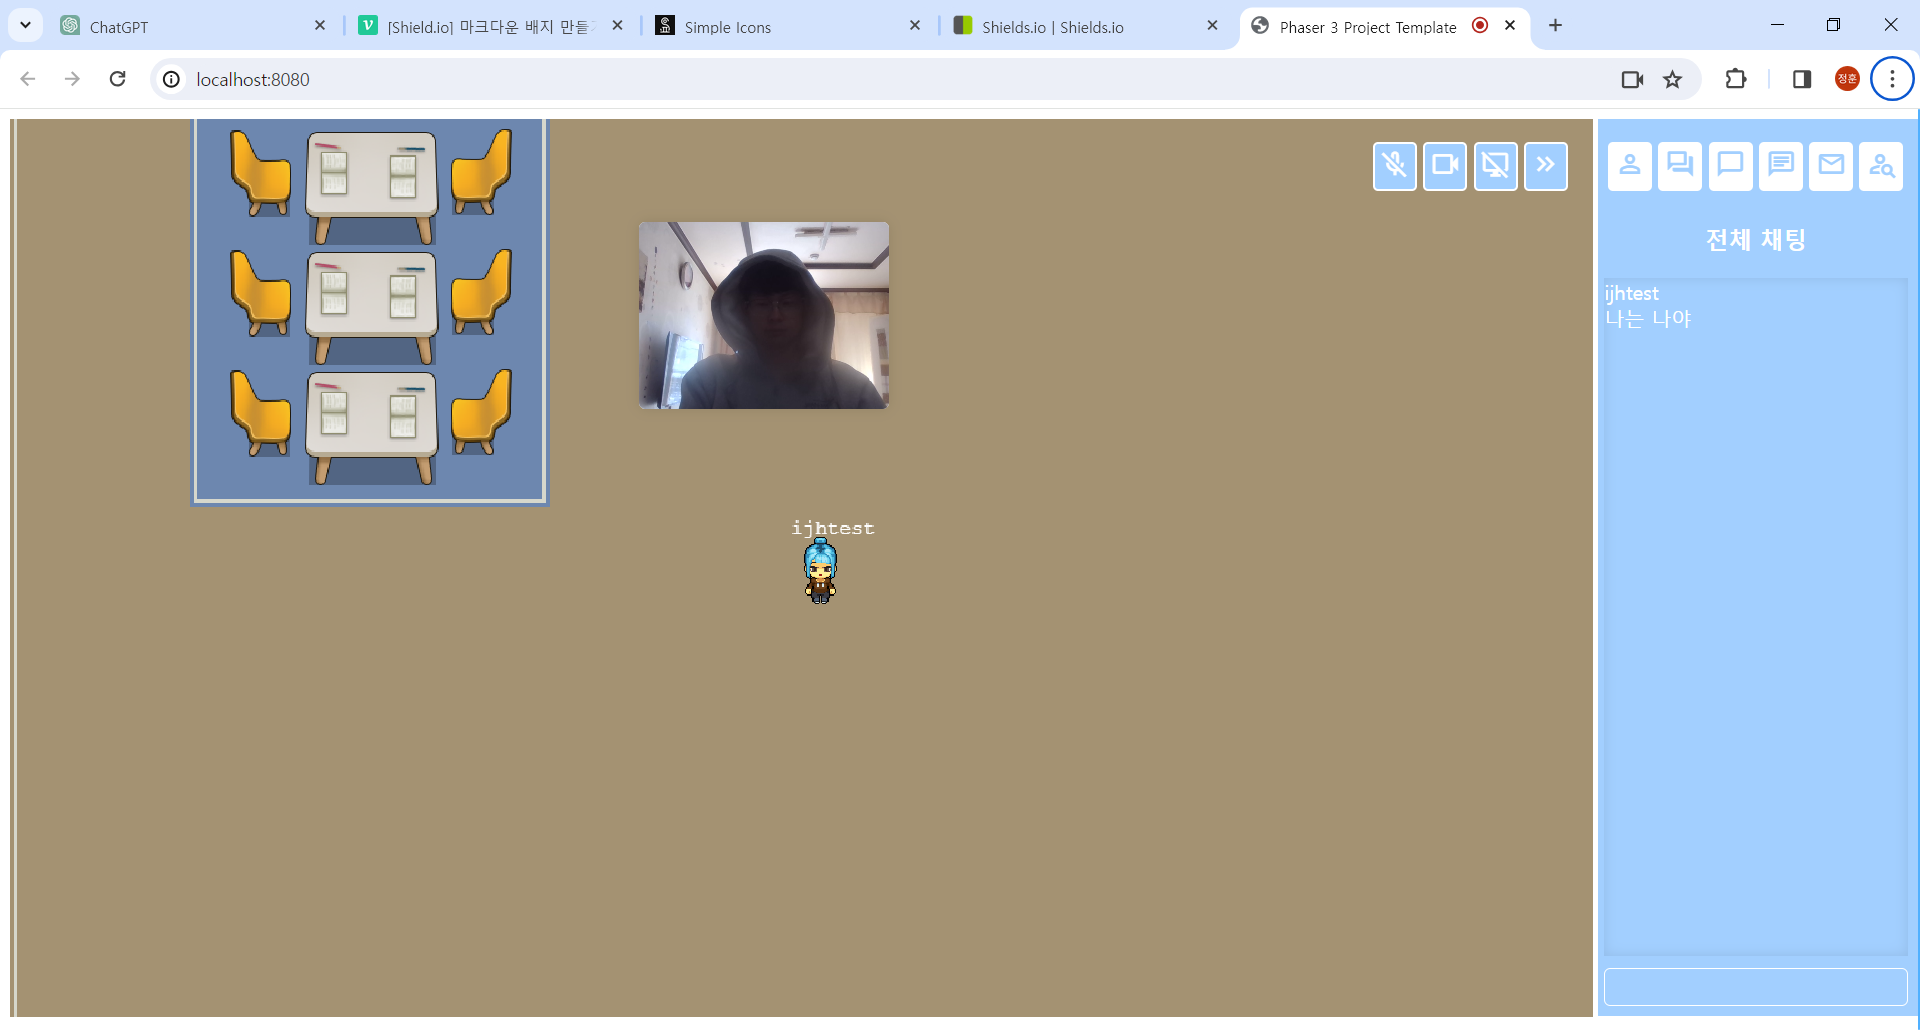 ChatGPT
[Shield.io] 마크다운 배지 만들기
Simple Icons
Shields.io | Shields.io
Phaser 3 Project Template
localhost:8080
정훈
전체 채팅
ijhtest
나는 나야
ijhtest